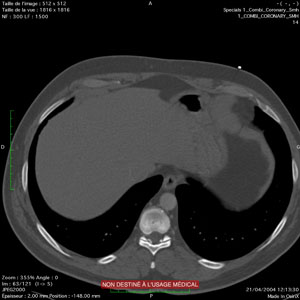 Taille de l'image : 512 x 512
Taille de la vue : 1816 x 1816
NF : 300 LF : 1500
A
- ( - , - )
Specials 1_Combi_Coronary_Smh
1_COMBI_CORONARY_SMH
14
D
G
Zoom : 355% Angle : 0
Im : 63/121 (I -> S)
JPEG2000
Epaisseur : 2.00 mm Position : -148.00 mm
NON DESTINÉ À L'USAGE MÉDICAL
P
21/04/2004 12:13:30
Made In OsiriX